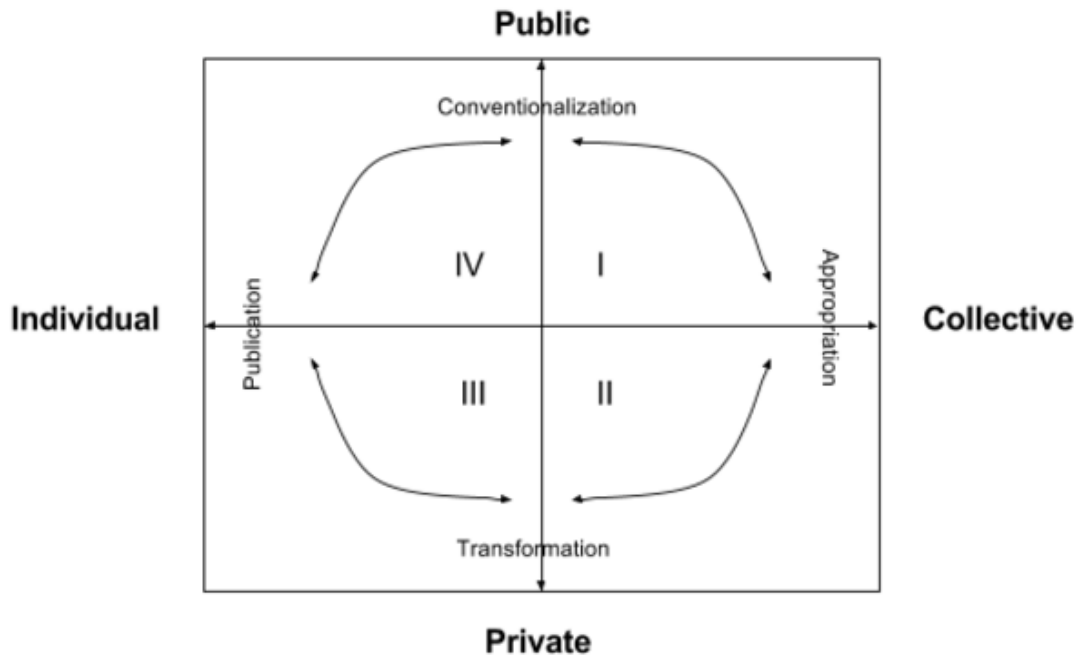 Public
Conventionalization
IV
I
Appropriation
Individual
Publication
Collective
III
II
Transformation
Private